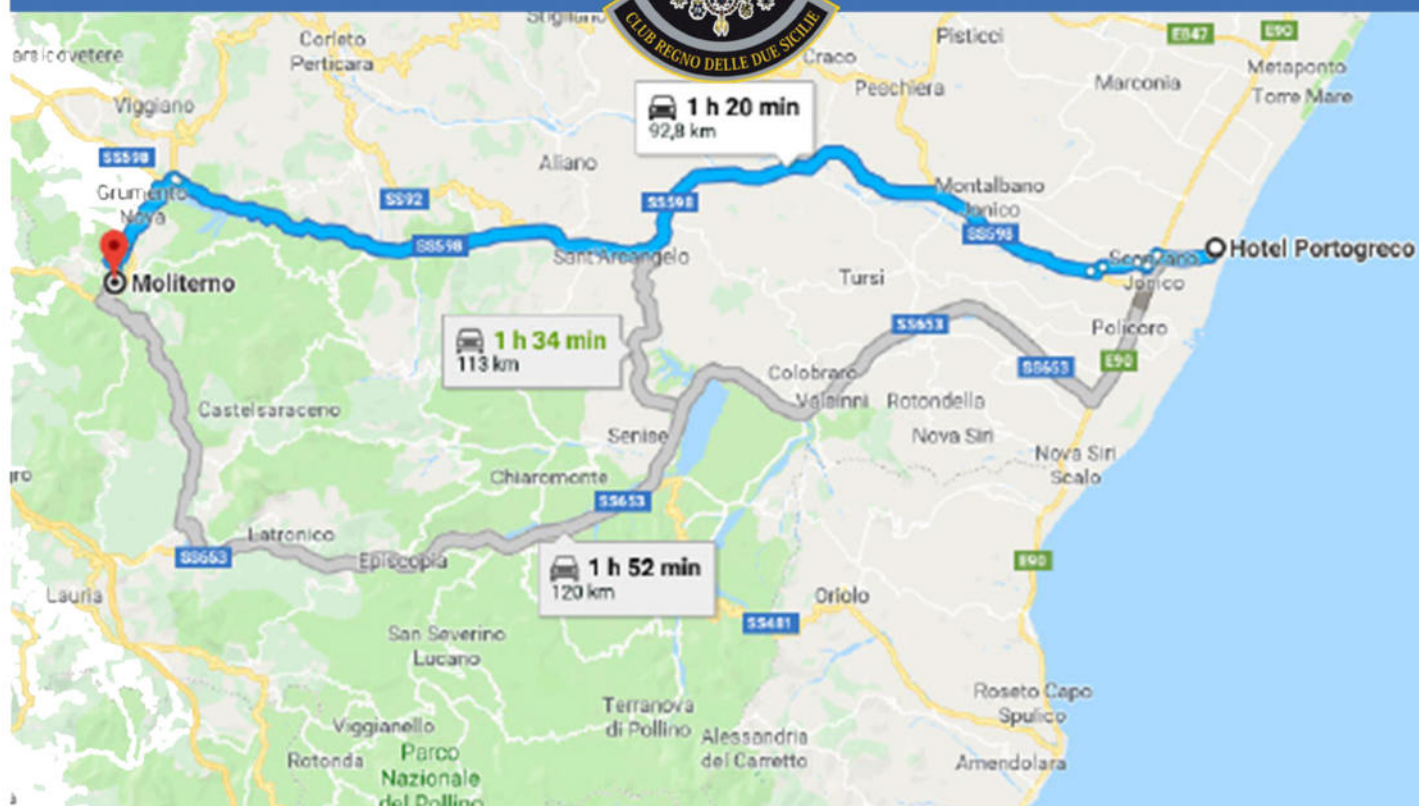 Corleto
Perticara
CLUB REGNO DELLE DUE SICILIE
Craco
Pisticci
E847
E90
Metaponto
Torre Mare
Marconia
Peschiera
Viggiano
1 h 20 min
92,8 km
SS598
Aliano
Grumento
Nova
SS92
SS598
Montalbano
Jonico
SS598
SS598
Sant'Arcangelo
Scanzano
Jonico
Hotel Portogreco
Moliterno
Tursi
Policoro
SS653
1 h 34 min
113 km
E90
SS653
Colobraro
Valsinni
Rotondella
Castelsaraceno
Nova Siri
Senise
Nova Siri
Scalo
Chiaromonte
SS653
Latronico
SS653
Episcopia
1 h 52 min
120 km
E90
Lauria
Oriolo
SS481
San Severino
Lucano
Roseto Capo
Spulico
Terranova
di Pollino
Viggianello
Alessandria
del Carretto
Rotonda
Parco
Nazionale
del Pollino
Amendolara